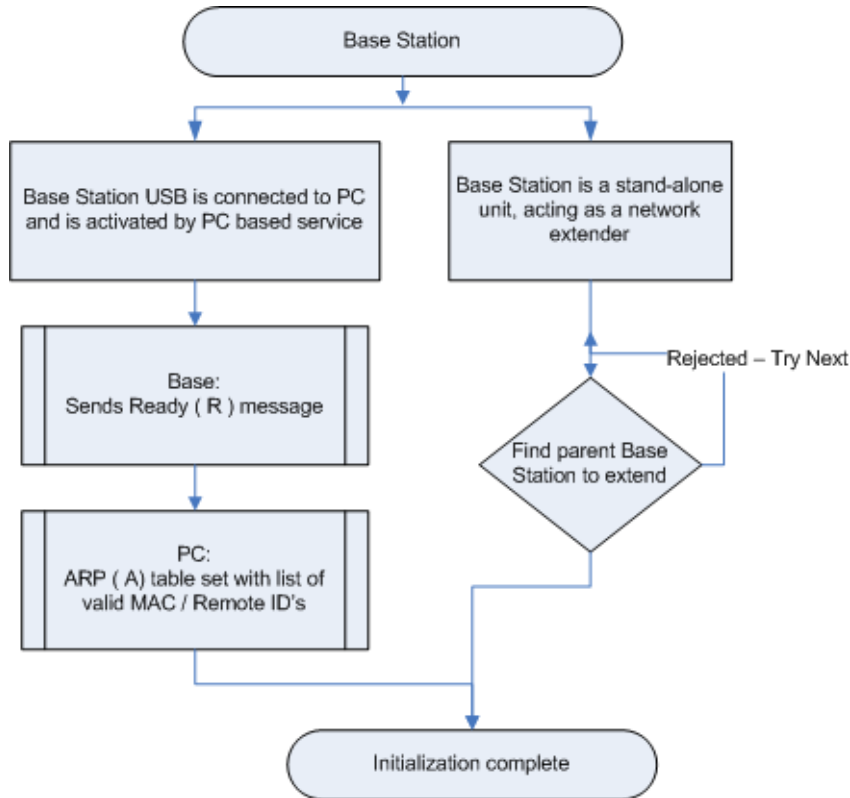 Base Station
Base Station USB is connected to PC
and is activated by PC based service
Base Station is a stand-alone
unit, acting as a network
extender
Base:
Sends Ready ( R ) message
Rejected – Try Next
Find parent Base
Station to extend
PC:
ARP ( A) table set with list of
valid MAC / Remote ID's
Initialization complete